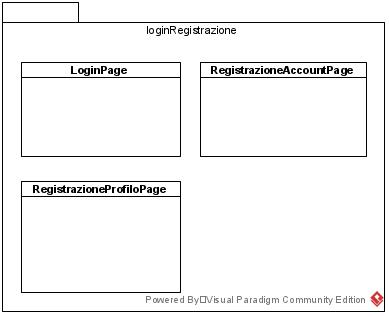 loginRegistrazione
LoginPage
RegistrazioneAccountPage
RegistrazioneProfiloPage
Powered By Visual Paradigm Community Edition